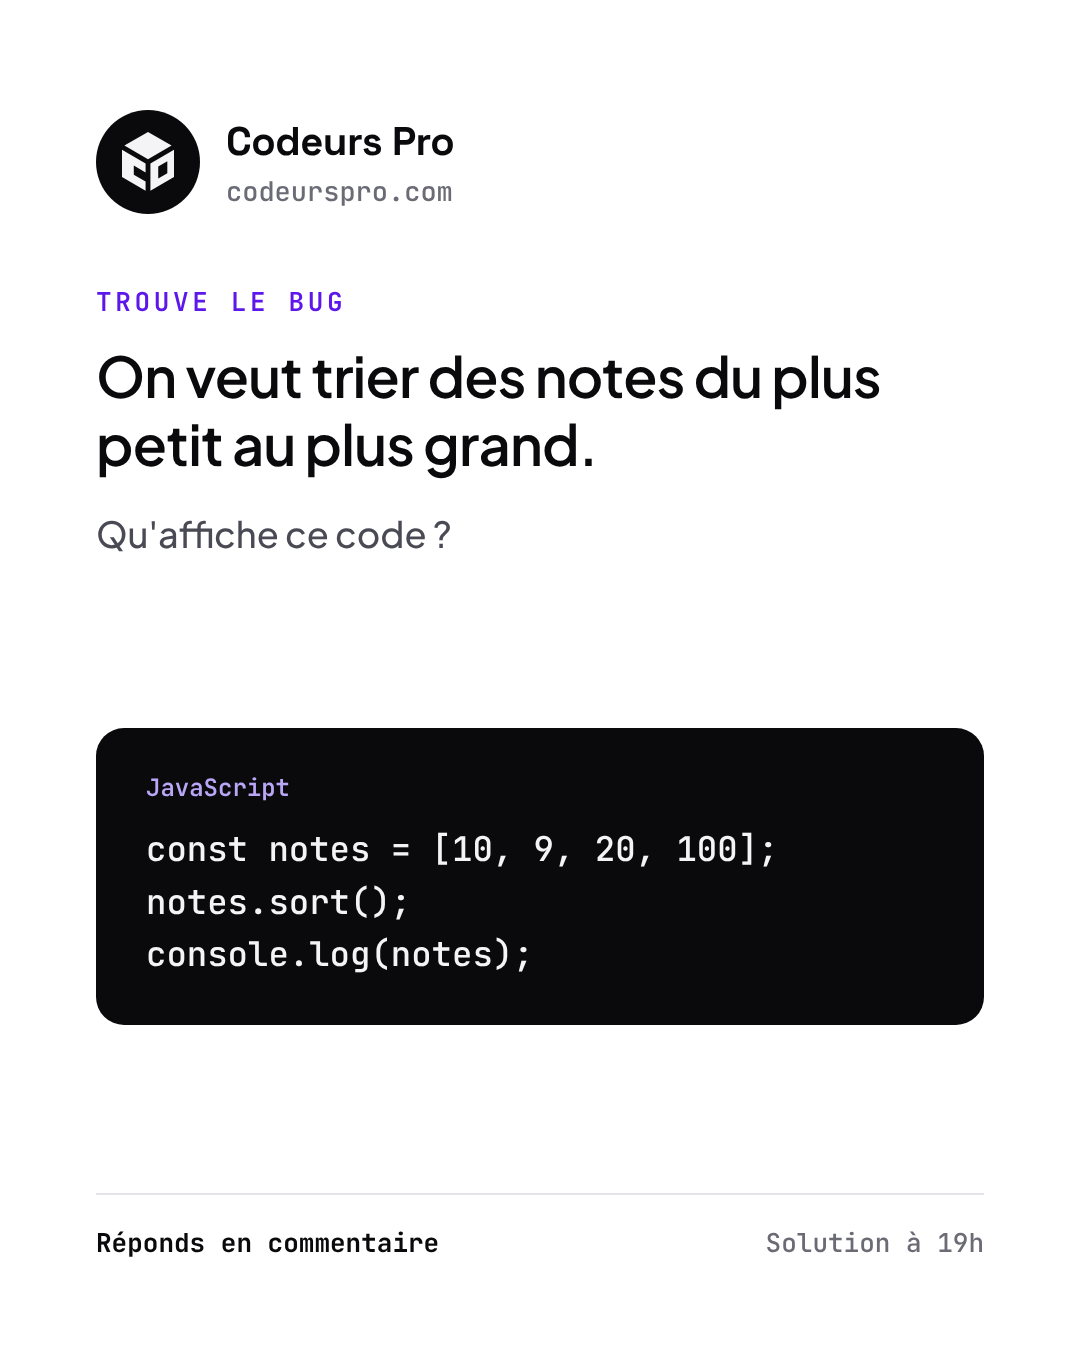 Codeurs Pro
codeurspro.com
TROUVE LE BUG
On veut trier des notes du plus
petit au plus grand.
Qu'affiche ce code ?
JavaScript
const notes = [10, 9, 20, 100];
notes.sort();
console.log(notes);
Réponds en commentaire
Solution à 19h